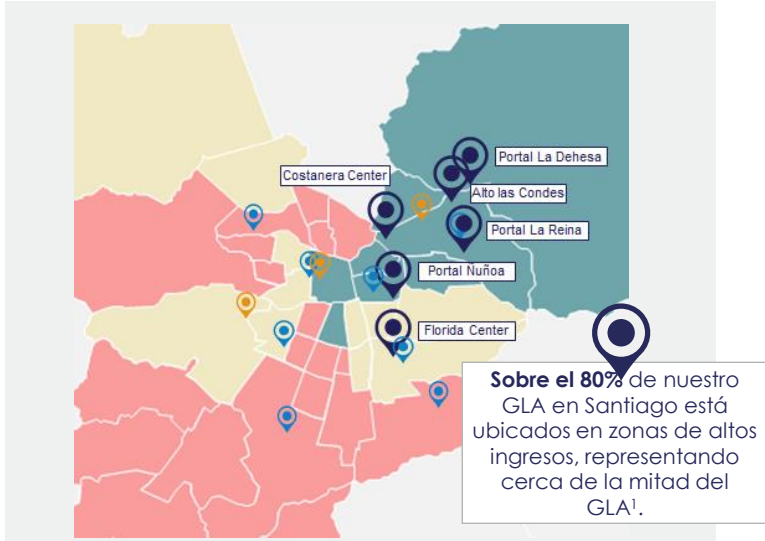 Portal La Dehesa
Costanera Center
Alto las Condes
Portal La Reina
Portal Ñuñoa
Florida Center
Sobre el 80% de nuestro
GLA en Santiago está
ubicados en zonas de altos
ingresos, representando
cerca de la mitad del
GLA¹.